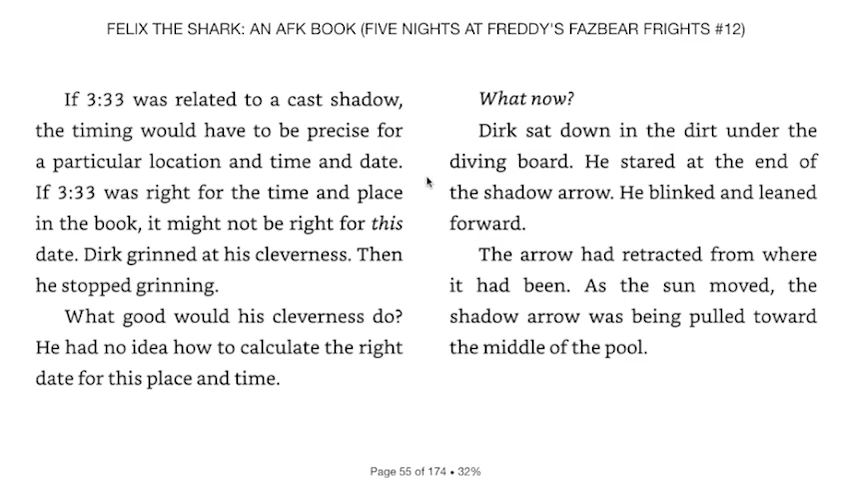 FELIX THE SHARK: AN AFK BOOK (FIVE NIGHTS AT FREDDY'S FAZBEAR FRIGHTS #12)
If 3:33 was related to a cast shadow,
the timing would have to be precise for
a particular location and time and date.
If 3:33 was right for the time and place
in the book, it might not be right for this
date. Dirk grinned at his cleverness. Then
he stopped grinning.
What good would his cleverness do?
He had no idea how to calculate the right
date for this place and time.
What now?
Dirk sat down in the dirt under the
diving board. He stared at the end of
the shadow arrow. He blinked and leaned
forward.
The arrow had retracted from where
it had been. As the sun moved, the
shadow arrow was being pulled toward
the middle of the pool.
Page 55 of 174 • 32%